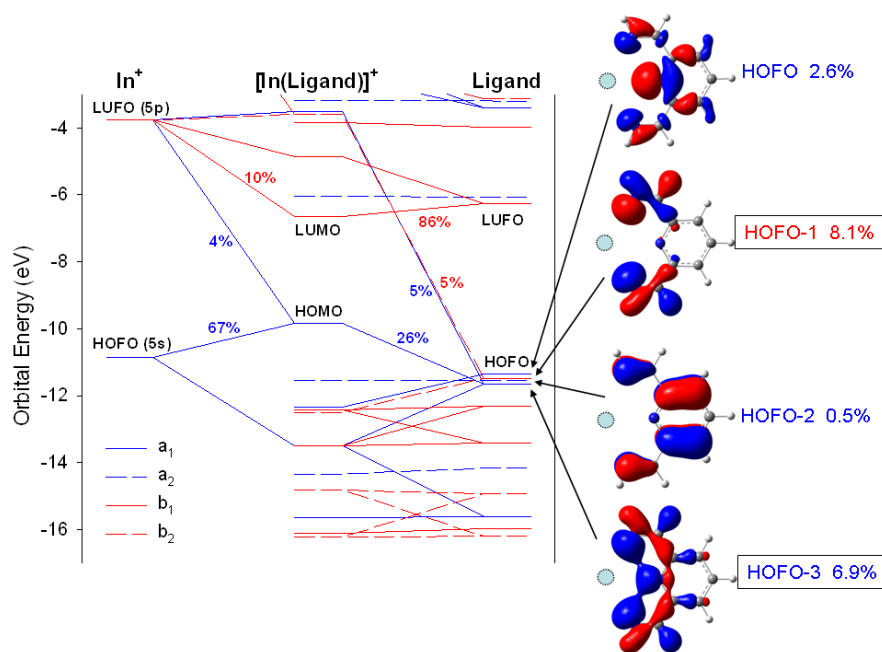 In+
[In(Ligand)]+
Ligand
LUFO (5p)
-4
10%
-6
LUMO
86%
LUFO
4%
-8
5%
5%
HOMO
-10
67%
26%
HOFO (5s)
HOFO
-12
-14
-16
Orbital Energy (eV)
a1
a2
b1
b2
HOFO 2.6%
HOFO-1 8.1%
HOFO-2 0.5%
HOFO-3 6.9%